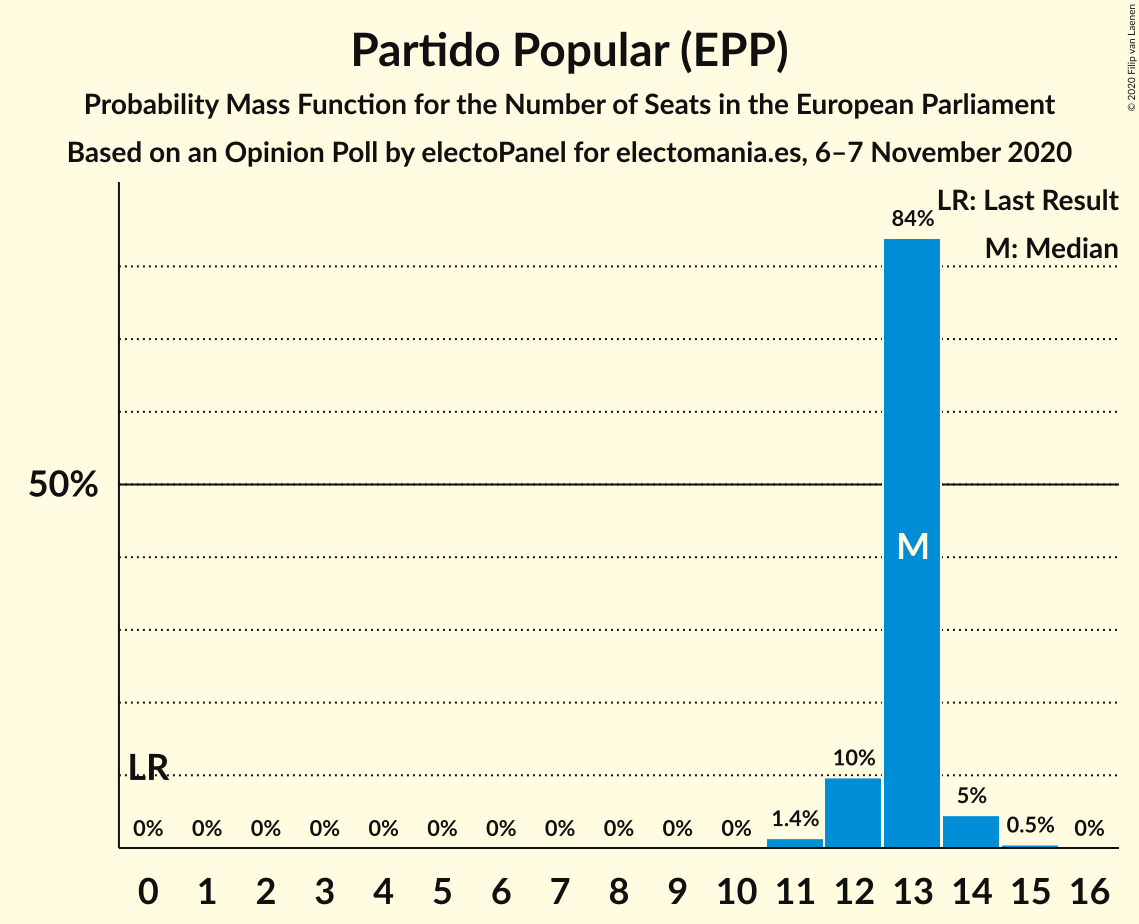 Partido Popular (EPP)
Probability Mass Function for the Number of Seats in the European Parliament
Based on an Opinion Poll by electoPanel for electomania.es, 6–7 November 2020
© 2020 Filip van Laenen
LR: Last Result
M: Median
84%
50%
M
LR
0% 0% 0% 0% 0% 0% 0% 0% 0% 0% 0% 1.4% 10% 5% 0.5% 0%
0 1 2 3 4 5 6 7 8 9 10 11 12 13 14 15 16